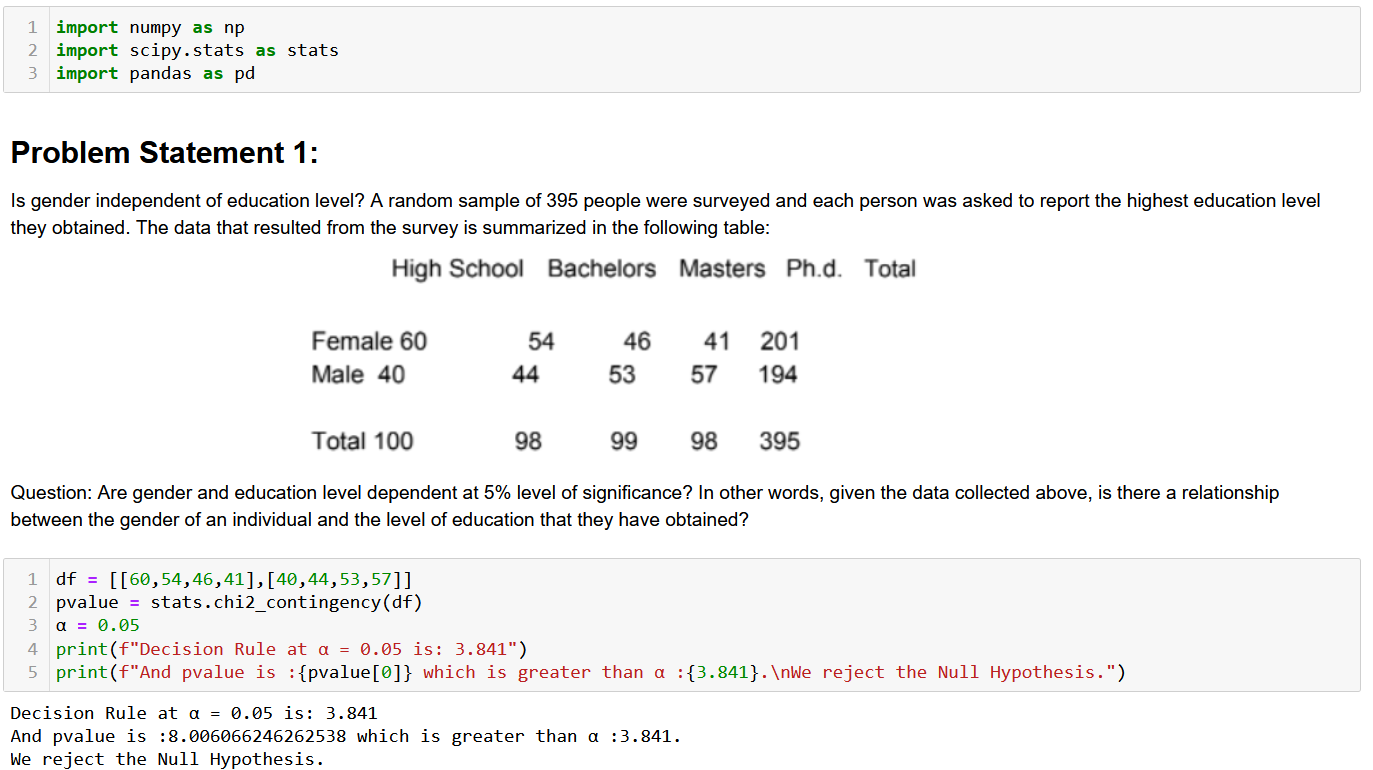 1 import numpy as np
2 import scipy.stats as stats
3 import pandas as pd
Problem Statement 1:
Is gender independent of education level? A random sample of 395 people were surveyed and each person was asked to report the highest education level
they obtained. The data that resulted from the survey is summarized in the following table:
High School Bachelors Masters Ph.d. Total
Female 60 54 46 41 201
Male 40 44 53 57 194
Total 100 98 99 98 395
Question: Are gender and education level dependent at 5% level of significance? In other words, given the data collected above, is there a relationship
between the gender of an individual and the level of education that they have obtained?
1 df = [[60,54,46,41],[40,44,53,57]]
2 pvalue = stats.chi2_contingency(df)
3 α = 0.05
4 print(f"Decision Rule at α = 0.05 is: 3.841")
5 print(f"And pvalue is :{pvalue[0]} which is greater than α :{3.841}.\nWe reject the Null Hypothesis.")
Decision Rule at α = 0.05 is: 3.841
And pvalue is :8.006066246262538 which is greater than α :3.841.
We reject the Null Hypothesis.